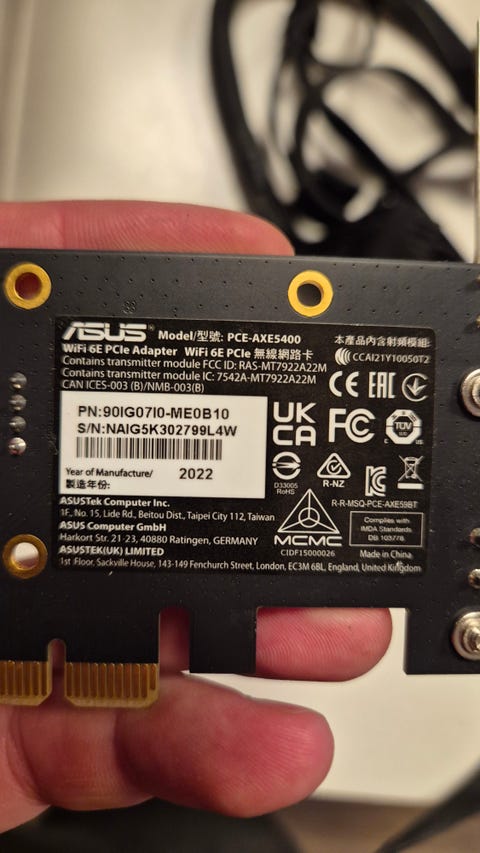 ASUS® Model/型號: PCE-AXE5400
WiFi 6E PCIe Adapter WiFi 6E PCIe 無線網路卡
Contains transmitter module FCC ID: RAS-MT7922A22M
Contains transmitter module IC: 7542A-MT7922A22M
CAN ICES-003 (B)/NMB-003(B)
本產品內含射頻模組:
CCAI21Y10050T2
CE EAC
PN:90IG07I0-ME0B10
S/N:NAIG5K302799L4W
Year of Manufacture/
製造年份:
2022
UK
CA
FC
TÜV
D33005
RoHS
R-NZ
R-R-MSQ-PCE-AXE59BT
MCMC
CIDF15000026
Complies with
IMDA Standards
DB 103778
Made in China
ASUSTek Computer Inc.
1F., No. 15, Lide Rd., Beitou Dist., Taipei City 112, Taiwan
ASUS Computer GmbH
Harkort Str. 21-23, 40880 Ratingen, GERMANY
ASUSTEK(UK) LIMITED
1st Floor, Sackville House, 143-149 Fenchurch Street, London, EC3M 6BL, England, United Kingdom